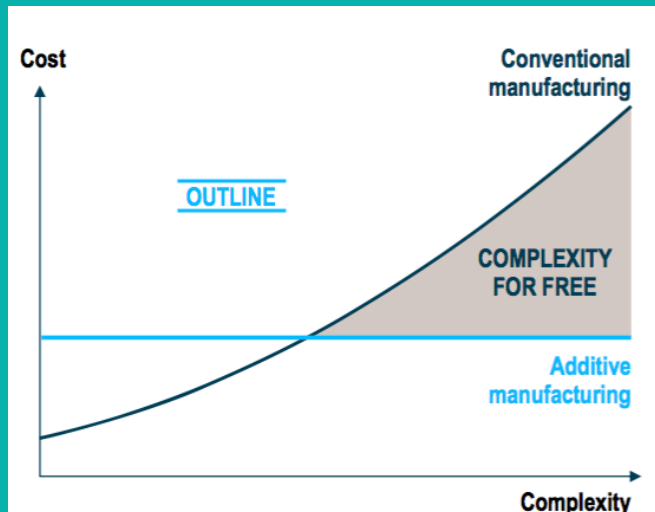 Cost
Conventional
manufacturing
OUTLINE
COMPLEXITY
FOR FREE
Additive
manufacturing
Complexity